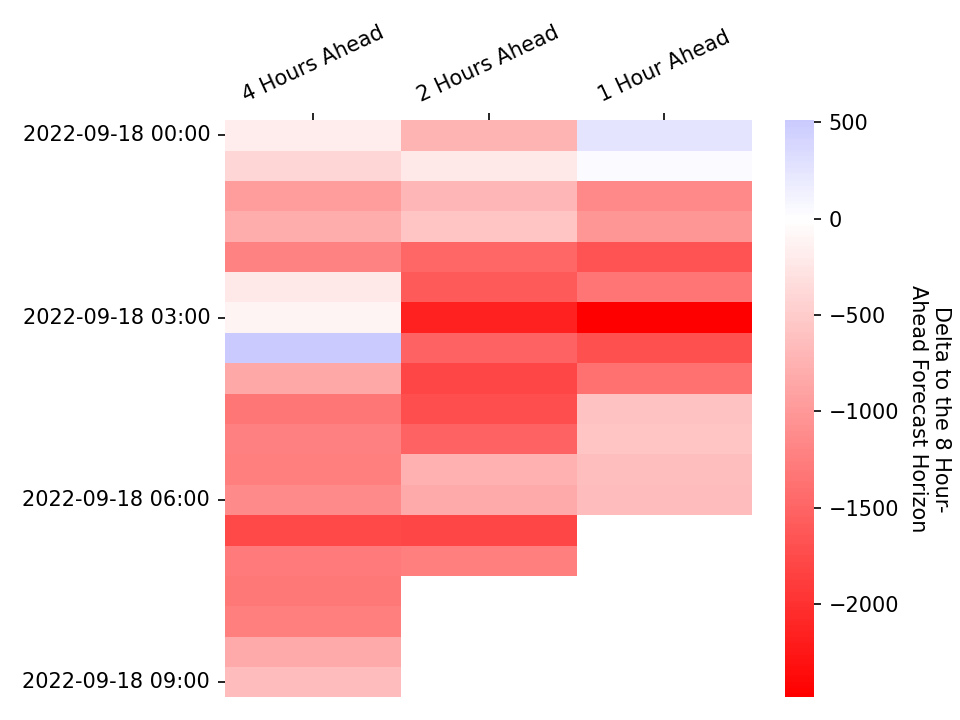 4 Hours Ahead
2 Hours Ahead
1 Hour Ahead
2022-09-18 00:00
2022-09-18 03:00
2022-09-18 06:00
2022-09-18 09:00
500
0
−500
−1000
−1500
−2000
Delta to the 8 Hour-
Ahead Forecast Horizon